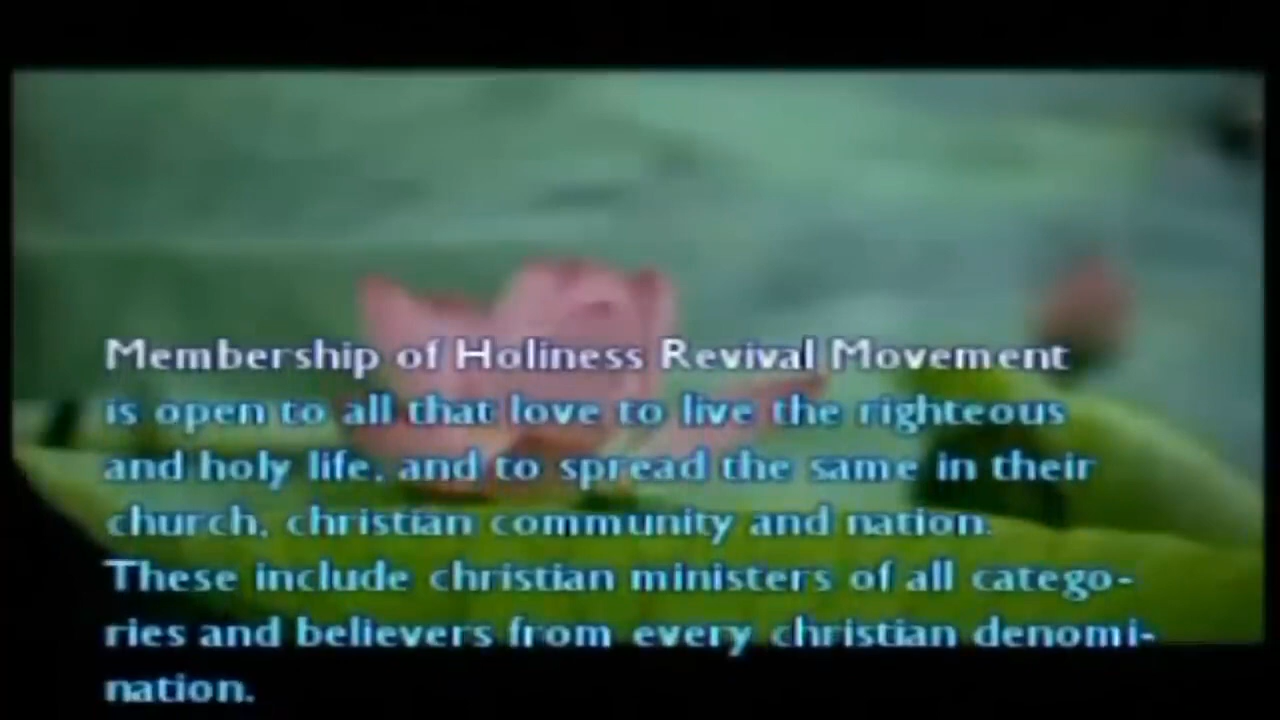 Membership of Holiness Revival Movement
is open to all that love to live the righteous
and holy life, and to spread the same in their
church, christian community and nation.
These include christian ministers of all catego-
ries and believers from every christian denomi-
nation.